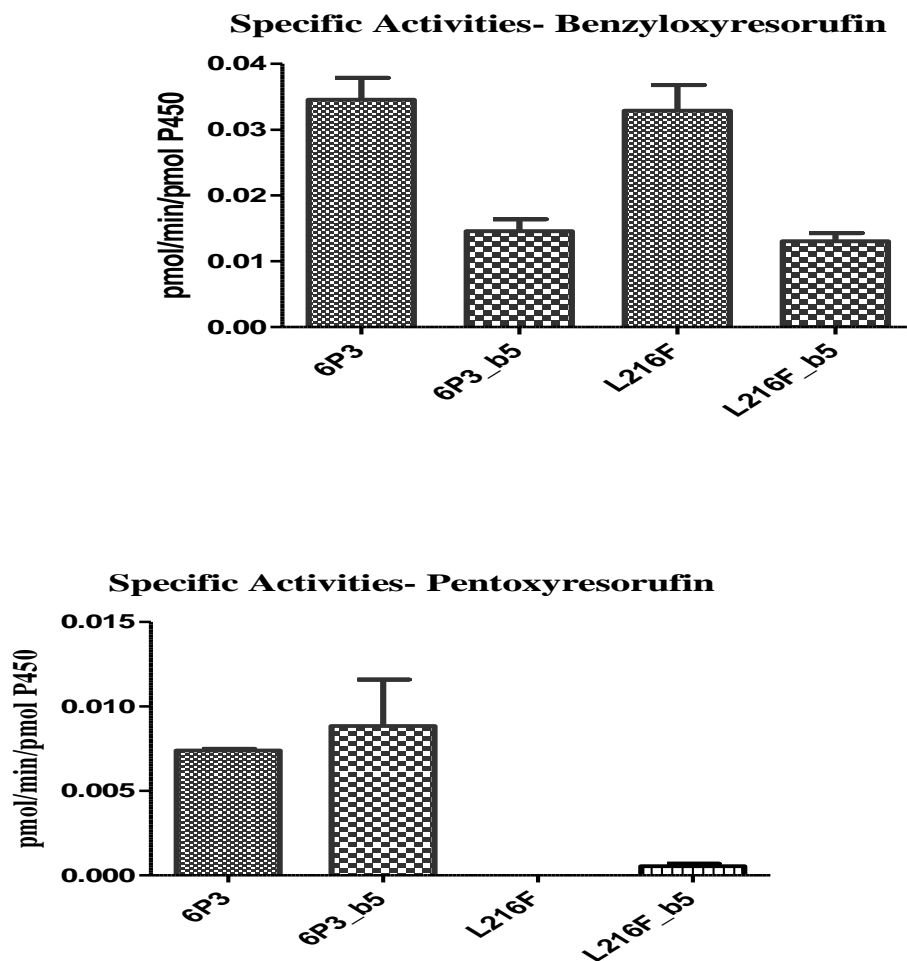 Specific Activities- Benzyloxyresorufin
pmol/min/pmol P450
0.04
0.03
0.02
0.01
0.00
6P3
6P3_b5
L216F
L216F_b5
Specific Activities- Pentoxyresorufin
pmol/min/pmol P450
0.015
0.010
0.005
0.000
6P3
6P3_b5
L216F
L216F_b5